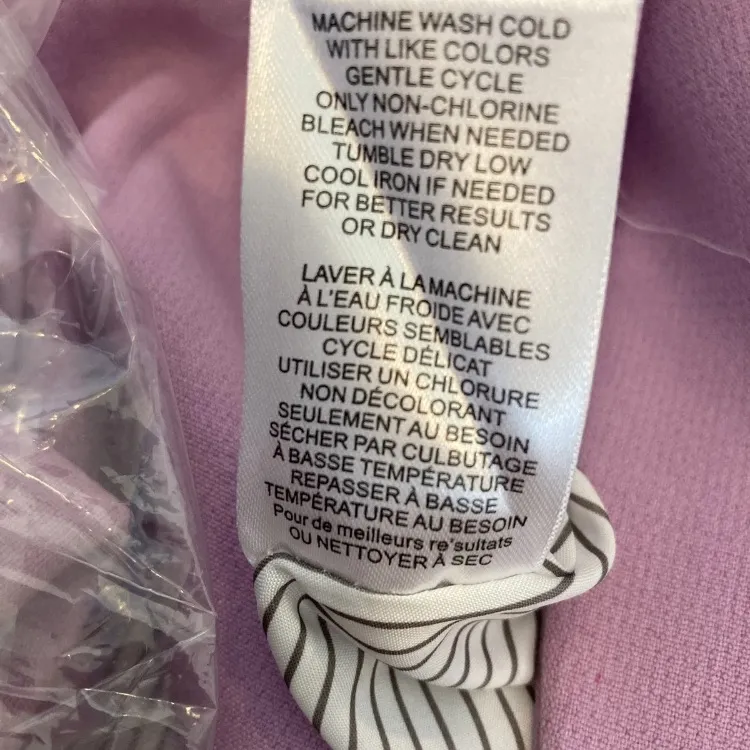 MACHINE WASH COLD
WITH LIKE COLORS
GENTLE CYCLE
ONLY NON-CHLORINE
BLEACH WHEN NEEDED
TUMBLE DRY LOW
COOL IRON IF NEEDED
FOR BETTER RESULTS
OR DRY CLEAN
LAVER À LA MACHINE
À L'EAU FROIDE AVEC
COULEURS SEMBLABLES
CYCLE DÉLICAT
UTILISER UN CHLORURE
NON DÉCOLORANT
SEULEMENT AU BESOIN
SÉCHER PAR CULBUTAGE
À BASSE TEMPÉRATURE
REPASSER À BASSE
TEMPÉRATURE AU BESOIN
Pour de meilleurs re'sultats
OU NETTOYER À SEC